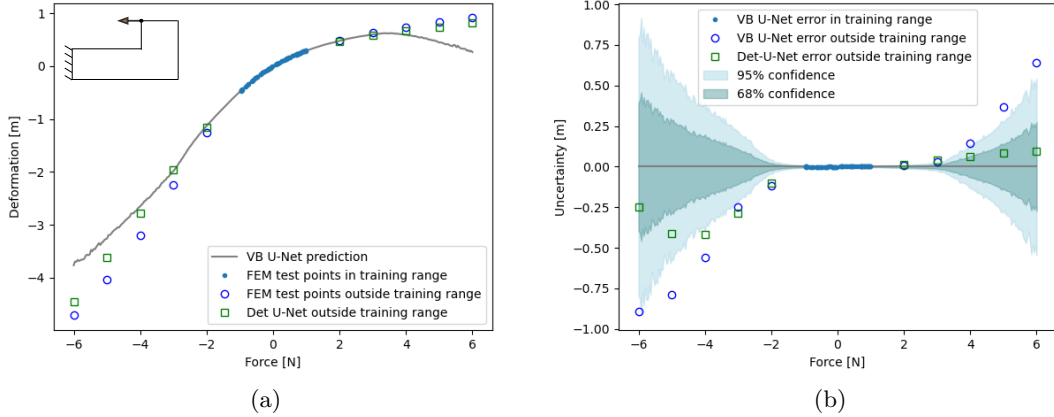 1
0
−1
−2
−3
−4
Deformation [m]
VB U-Net prediction
FEM test points in training range
FEM test points outside training range
Det U-Net outside training range
−6
−4
−2
0
2
4
6
Force [N]
(a)
1.00
0.75
0.50
0.25
0.00
−0.25
−0.50
−0.75
−1.00
Uncertainty [m]
VB U-Net error in training range
VB U-Net error outside training range
Det-U-Net error outside training range
95% confidence
68% confidence
−6
−4
−2
0
2
4
6
Force [N]
(b)